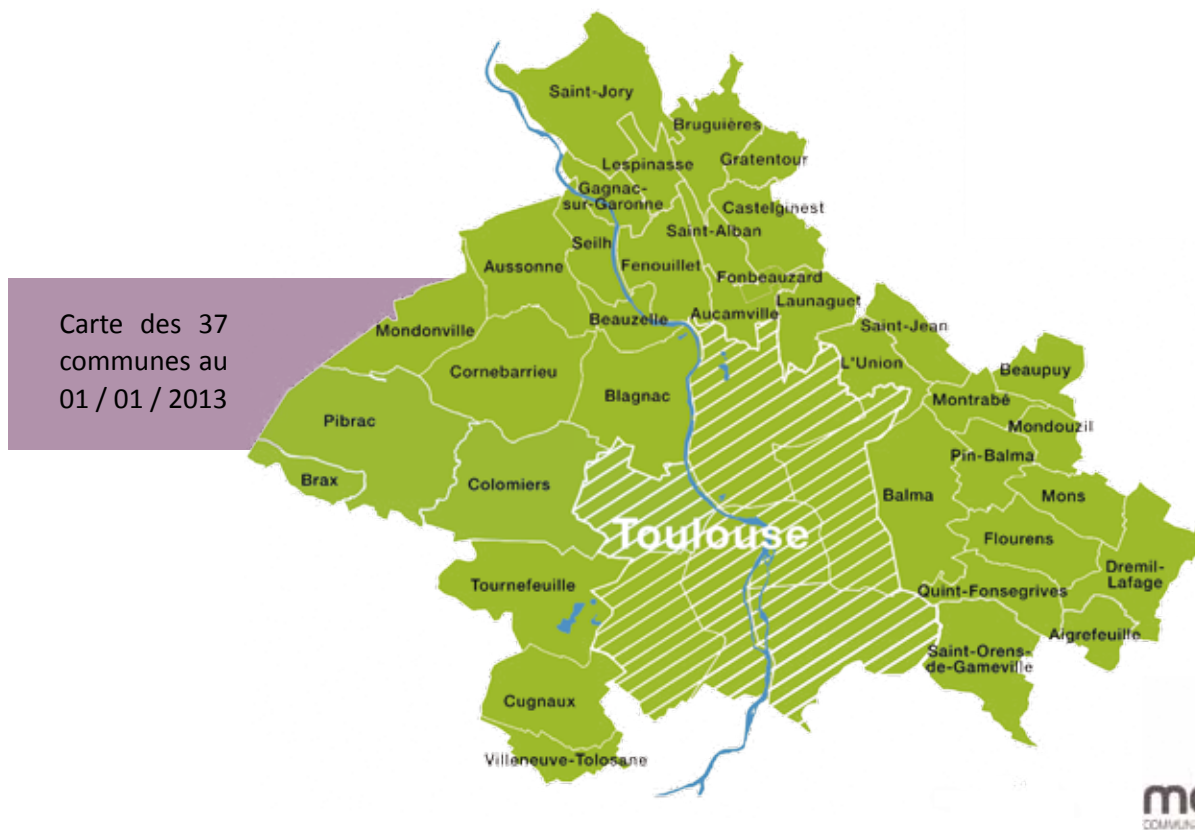 Saint-Jory
Bruguières
Lespinasse
Gratentour
Gagnac-
sur-Garonne
Castelginest
Saint-Alban
Seilh
Aussonne
Fenouillet
Fonbeauzard
Launaguet
Beauzelle
Aucamville
Saint-Jean
Mondonville
Carte des 37
communes au
01 / 01 / 2013
L'Union
Beaupuy
Cornebarrieu
Blagnac
Montrabé
Pibrac
Mondouzil
Pin-Balma
Brax
Colomiers
Balma
Mons
Toulouse
Flourens
Dremil-
Lafage
Tournefeuille
Quint-Fonsegrives
Aigrefeuille
Saint-Orens-
de-Gameville
Cugnaux
Villeneuve-Tolosane